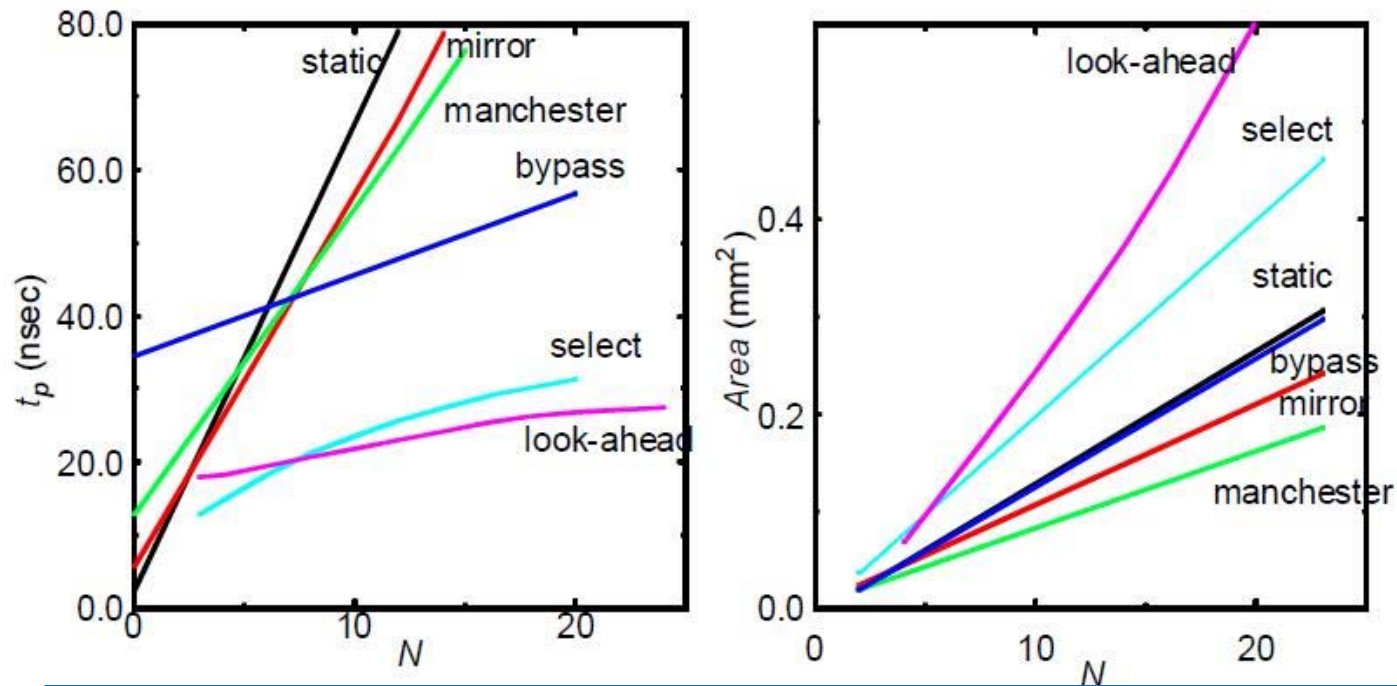 80.0
60.0
40.0
20.0
0.0
t_p (nsec)
static
mirror
manchester
bypass
select
look-ahead
0
10
20
N
0.4
0.2
0.0
Area (mm²)
look-ahead
select
static
bypass
mirror
manchester
0
10
20
N